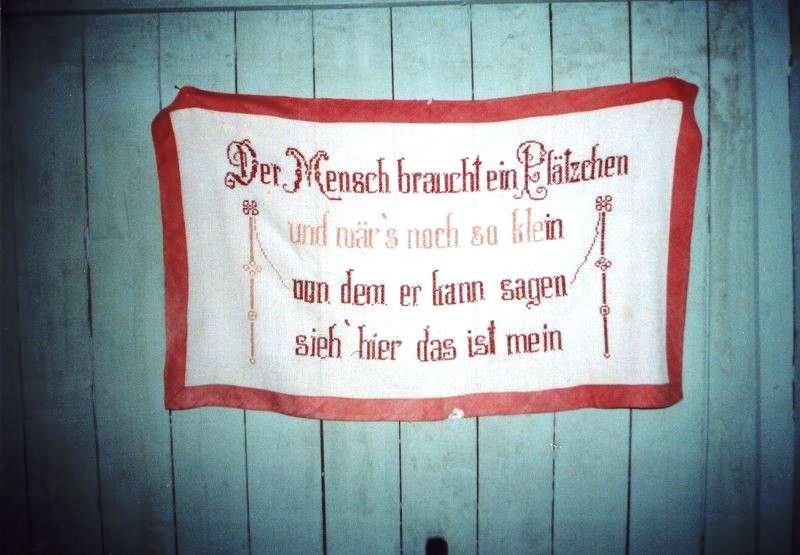 Der Mensch braucht ein Plätzchen
und wär's noch so klein
von dem er kann sagen
sieh' hier das ist mein